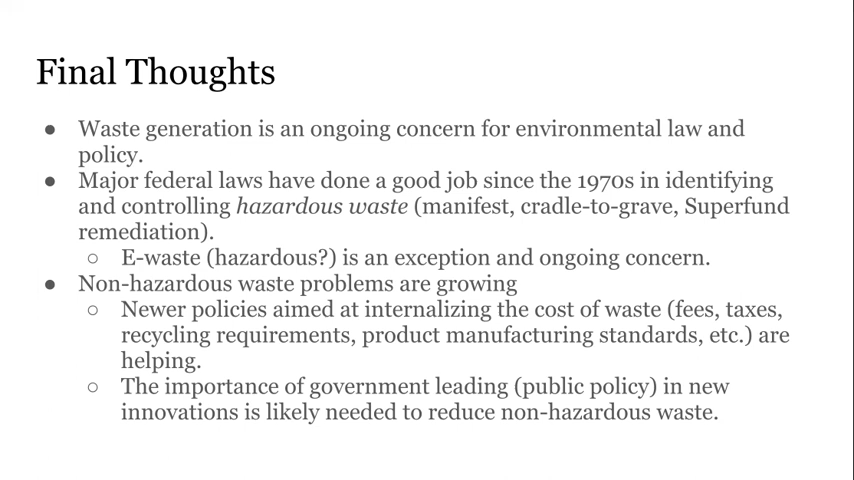 Final Thoughts
● Waste generation is an ongoing concern for environmental law and
policy.
● Major federal laws have done a good job since the 1970s in identifying
and controlling hazardous waste (manifest, cradle-to-grave, Superfund
remediation).
○ E-waste (hazardous?) is an exception and ongoing concern.
● Non-hazardous waste problems are growing
○ Newer policies aimed at internalizing the cost of waste (fees, taxes,
recycling requirements, product manufacturing standards, etc.) are
helping.
○ The importance of government leading (public policy) in new
innovations is likely needed to reduce non-hazardous waste.